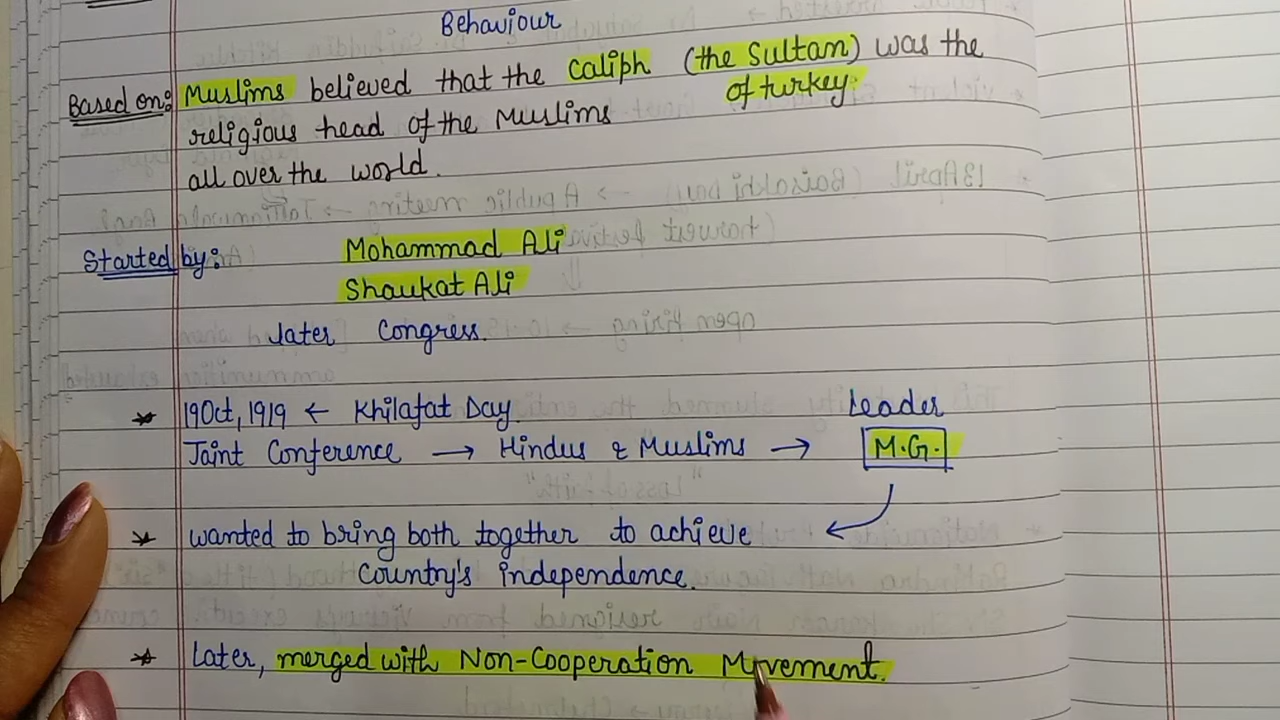 Behaviour
Based on: Muslims believed that the Caliph (the Sultan) was the
of turkey.
religious head of the Muslims
all over the world.
Started by: Mohammad Ali
Shaukat Ali
later Congress.
19Oct, 1919 ← Khilafat Day.
Leader
Joint Conference → Hindus & Muslims → M.G.
wanted to bring both together to achieve
Country's independence.
Later, merged with Non-Cooperation Movement.